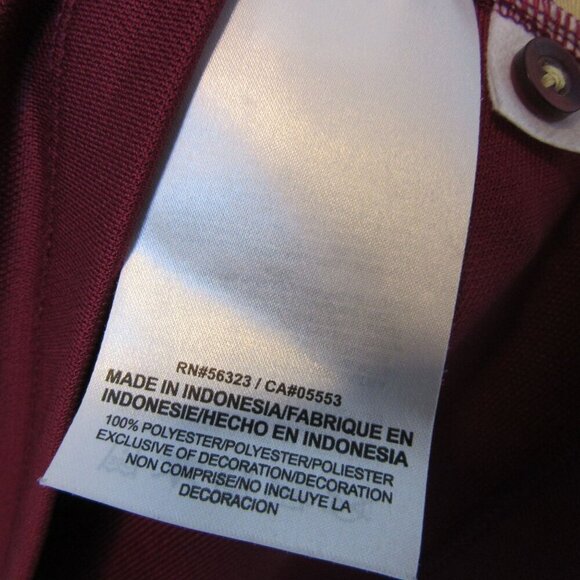 RN#56323 / CA#05553
MADE IN INDONESIA/FABRIQUE EN
INDONESIE/HECHO EN INDONESIA
100% POLYESTER/POLYESTER/POLIESTER
EXCLUSIVE OF DECORATION/DECORATION
NON COMPRISE/NO INCLUYE LA
DECORACION